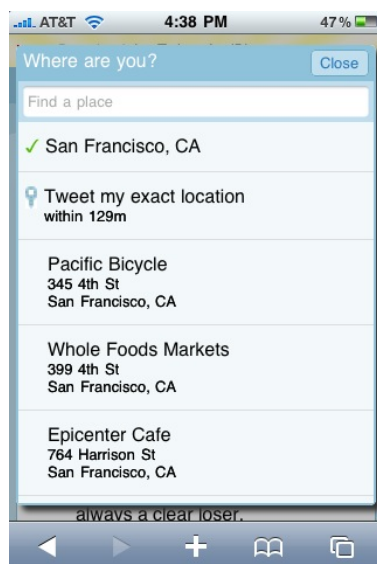 AT&T 4:38 PM 47%
Where are you? Close
Find a place
San Francisco, CA
Tweet my exact location
within 129m
Pacific Bicycle
345 4th St
San Francisco, CA
Whole Foods Markets
399 4th St
San Francisco, CA
Epicenter Cafe
764 Harrison St
San Francisco, CA
always a clear loser.